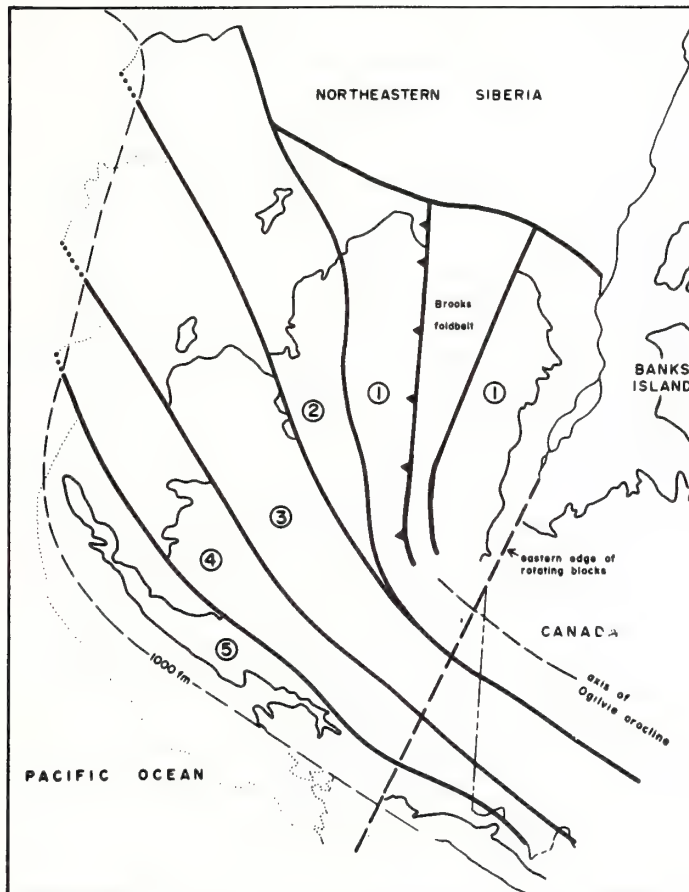 NORTHEASTERN SIBERIA
Brooks
foldbelt
BANKS
ISLAND
①
①
②
③
④
⑤
eastern edge of
rotating blocks
CANADA
axis of
Ogilvie orocline
1000 fm
PACIFIC OCEAN